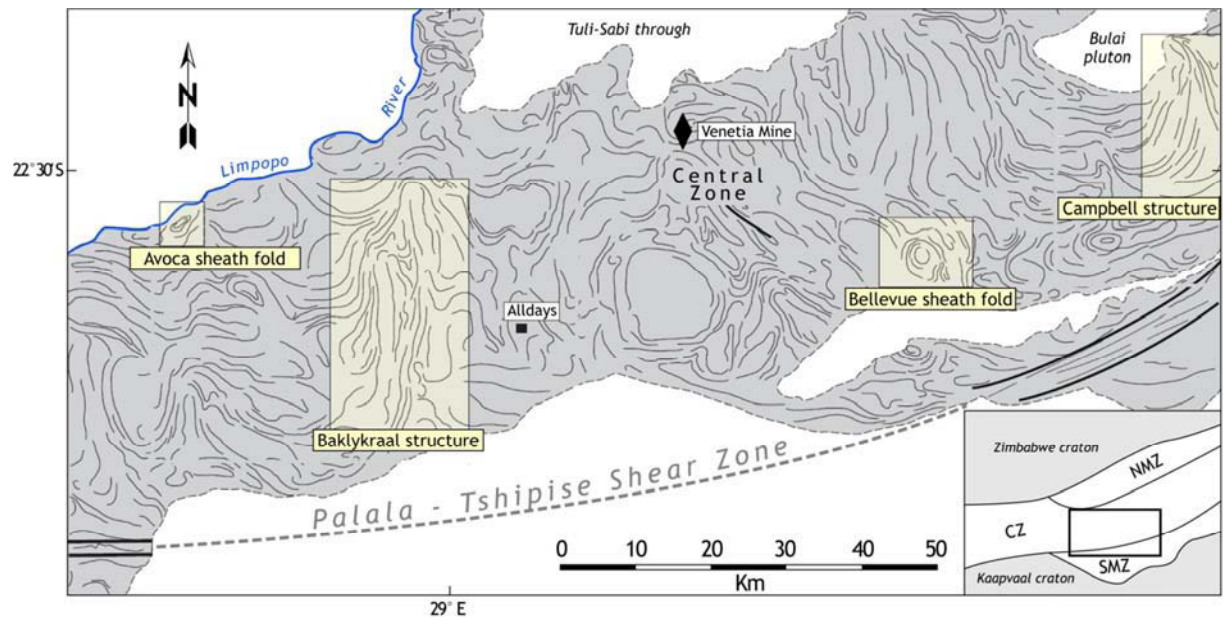 Tuli-Sabi through
Bulai
pluton
N
River
Limpopo
Venetia Mine
22°30'S
Central
Zone
Campbell structure
Avoca sheath fold
Bellevue sheath fold
Alldays
Baklykraal structure
Palala - Tshipise Shear Zone
Zimbabwe craton
NMZ
CZ
SMZ
Kaapvaal craton
0 10 20 30 40 50
Km
29°E